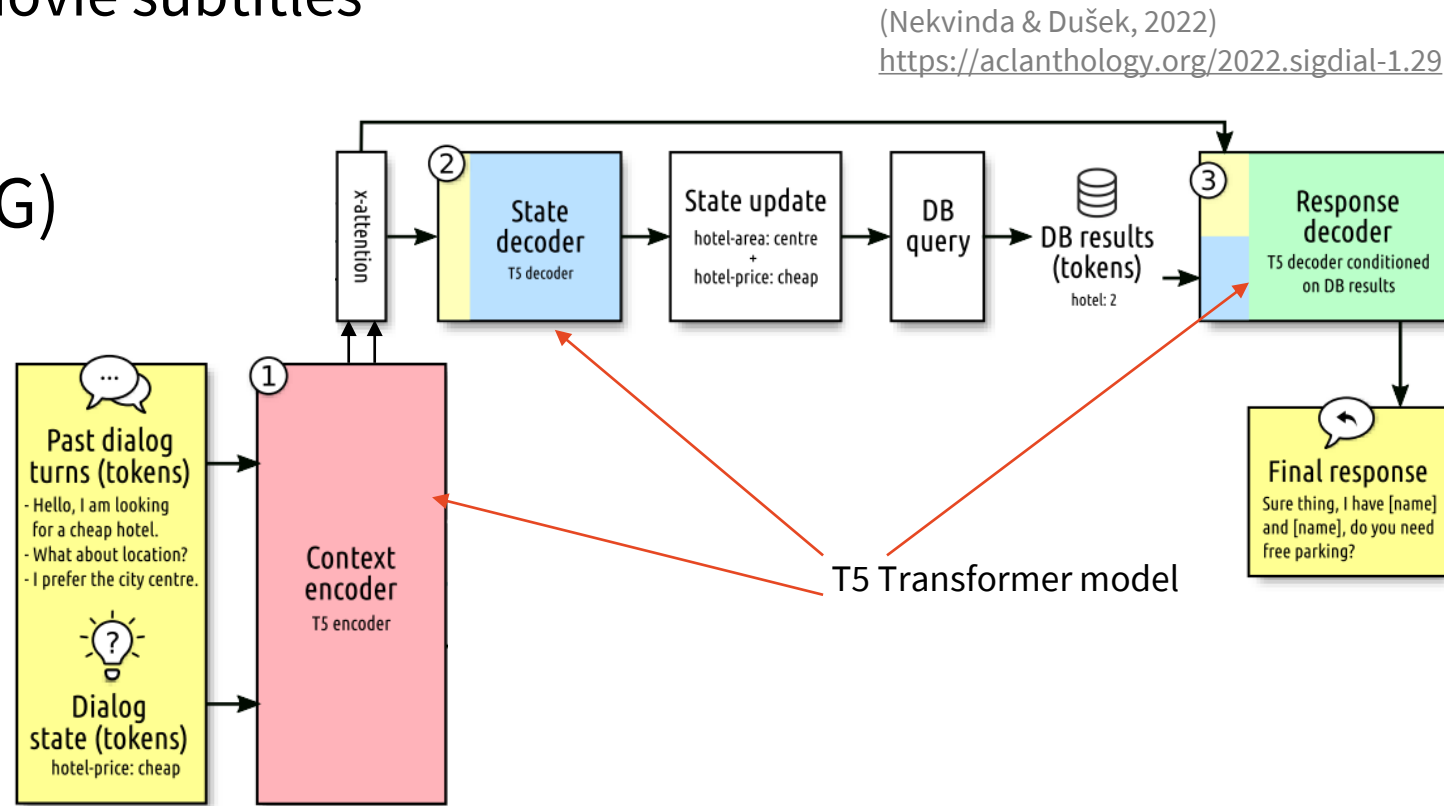 movie subtitles
(Nekvinda & Dušek, 2022)
https://aclanthology.org/2022.sigdial-1.29
G)
x-attention
2
State
decoder
T5 decoder
State update
hotel-area: centre
+
hotel-price: cheap
DB
query
DB results
(tokens)
hotel: 2
3
Response
decoder
T5 decoder conditioned
on DB results
...
Past dialog
turns (tokens)
- Hello, I am looking
for a cheap hotel.
- What about location?
- I prefer the city centre.
?
Dialog
state (tokens)
hotel-price: cheap
1
Context
encoder
T5 encoder
T5 Transformer model
Final response
Sure thing, I have [name]
and [name], do you need
free parking?